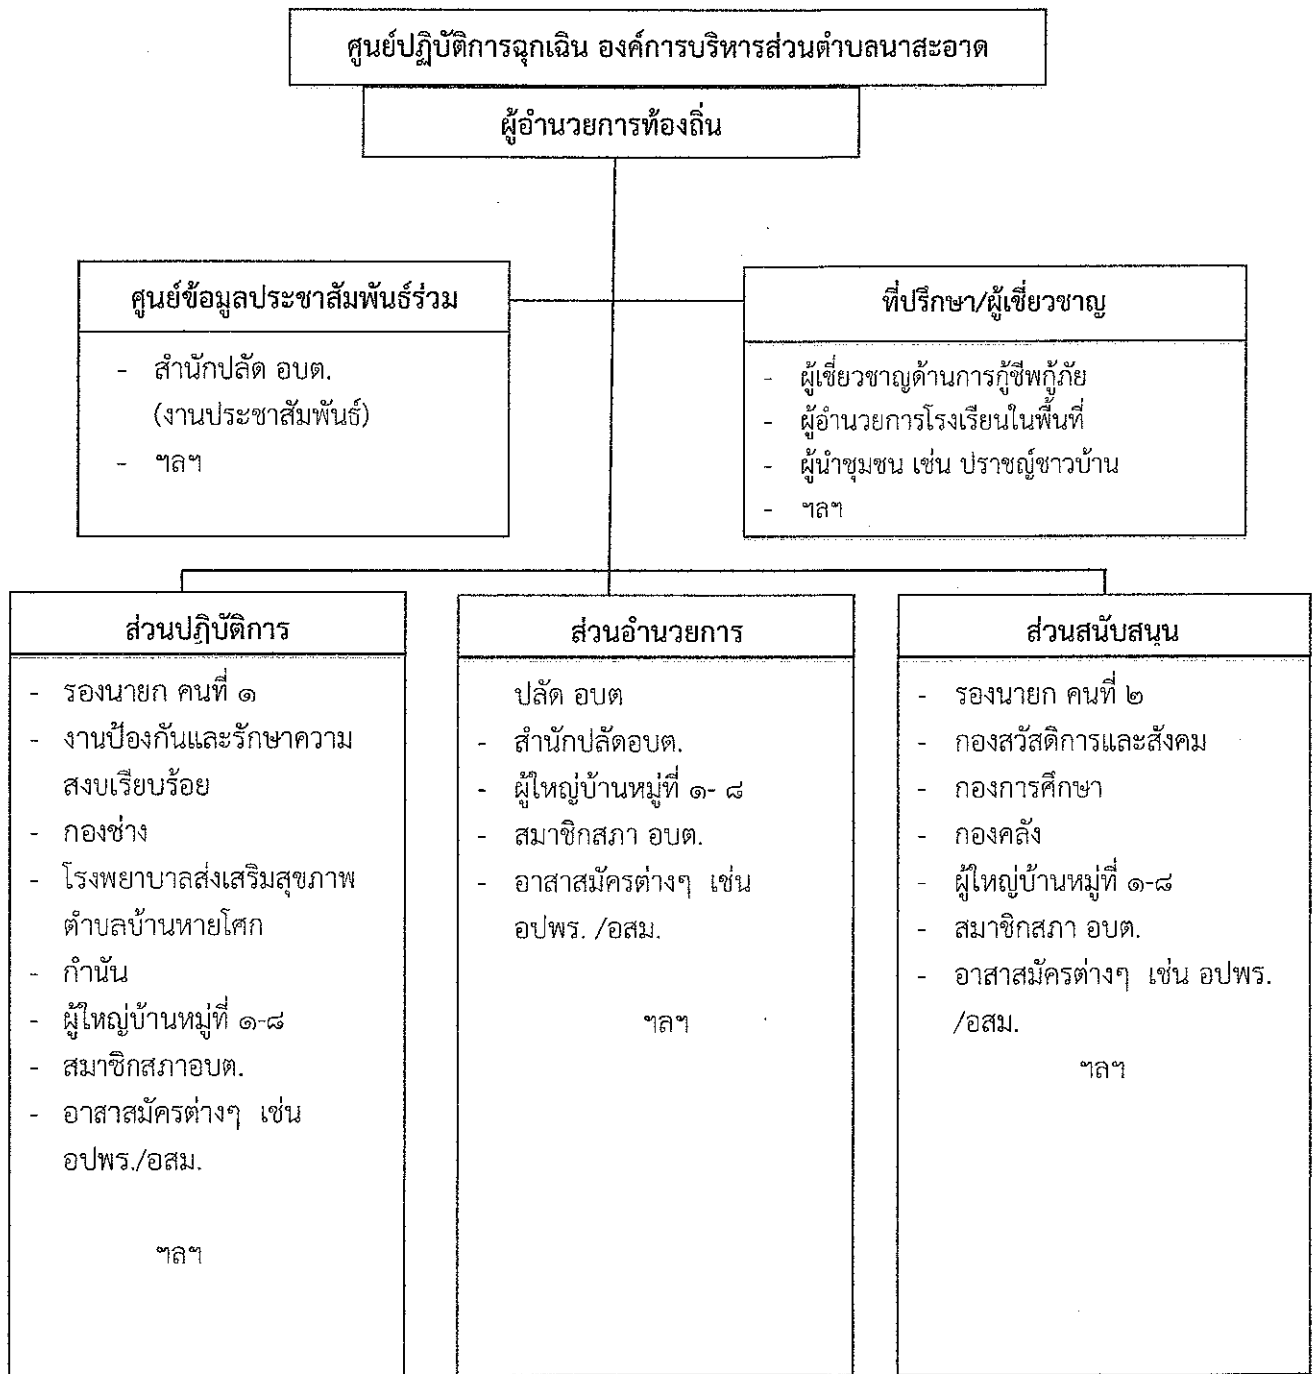 ศูนย์ปฏิบัติการฉุกเฉิน องค์การบริหารส่วนตำบลนาสะอาด
ผู้อำนวยการท้องถิ่น
ศูนย์ข้อมูลประชาสัมพันธ์ร่วม
- สำนักปลัด อบต.
(งานประชาสัมพันธ์)
- ฯลฯ
ที่ปรึกษา/ผู้เชี่ยวชาญ
- ผู้เชี่ยวชาญด้านการกู้ชีพกู้ภัย
- ผู้อำนวยการโรงเรียนในพื้นที่
- ผู้นำชุมชน เช่น ปราชญ์ชาวบ้าน
- ฯลฯ
ส่วนปฏิบัติการ
- รองนายก คนที่ ๑
- งานป้องกันและรักษาความ
สงบเรียบร้อย
- กองช่าง
- โรงพยาบาลส่งเสริมสุขภาพ
ตำบลบ้านหายโศก
- กำนัน
- ผู้ใหญ่บ้านหมู่ที่ ๑-๘
- สมาชิกสภาอบต.
- อาสาสมัครต่างๆ เช่น
อปพร./อสม.
ฯลฯ
ส่วนอำนวยการ
ปลัด อบต
- สำนักปลัดอบต.
- ผู้ใหญ่บ้านหมู่ที่ ๑- ๘
- สมาชิกสภา อบต.
- อาสาสมัครต่างๆ เช่น
อปพร. /อสม.
ฯลฯ
ส่วนสนับสนุน
- รองนายก คนที่ ๒
- กองสวัสดิการและสังคม
- กองการศึกษา
- กองคลัง
- ผู้ใหญ่บ้านหมู่ที่ ๑-๘
- สมาชิกสภา อบต.
- อาสาสมัครต่างๆ เช่น อปพร.
/อสม.
ฯลฯ